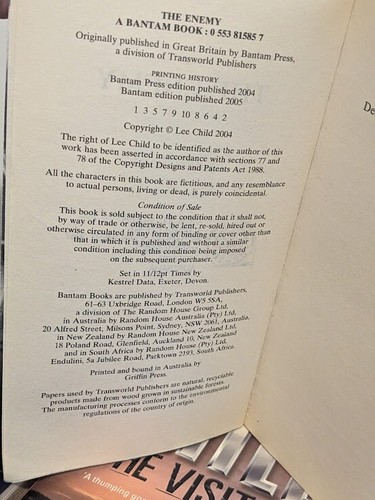 THE ENEMY
A BANTAM BOOK : 0 553 81585 7
Originally published in Great Britain by Bantam Press,
a division of Transworld Publishers
PRINTING HISTORY
Bantam Press edition published 2004
Bantam edition published 2005
1 3 5 7 9 10 8 6 4 2
Copyright © Lee Child 2004
The right of Lee Child to be identified as the author of this
work has been asserted in accordance with sections 77 and
78 of the Copyright Designs and Patents Act 1988.
All the characters in this book are fictitious, and any resemblance
to actual persons, living or dead, is purely coincidental.
Condition of Sale
This book is sold subject to the condition that it shall not,
by way of trade or otherwise, be lent, re-sold, hired out or
otherwise circulated in any form of binding or cover other than
that in which it is published and without a similar
condition including this condition being imposed
on the subsequent purchaser.
Set in 11/12pt Times by
Kestrel Data, Exeter, Devon.
Bantam Books are published by Transworld Publishers,
61–63 Uxbridge Road, London W5 5SA,
a division of The Random House Group Ltd,
in Australia by Random House Australia (Pty) Ltd,
20 Alfred Street, Milsons Point, Sydney, NSW 2061, Australia,
in New Zealand by Random House New Zealand Ltd,
18 Poland Road, Glenfield, Auckland 10, New Zealand
and in South Africa by Random House (Pty) Ltd,
Endulini, 5a Jubilee Road, Parktown 2193, South Africa.
Printed and bound in Australia by
Griffin Press.
Papers used by Transworld Publishers are natural, recyclable
products made from wood grown in sustainable forests.
The manufacturing processes conform to the environmental
regulations of the country of origin.
De
HE VISIT
'A thumping